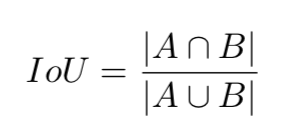 IoU = |A ∩ B| / |A ∪ B|